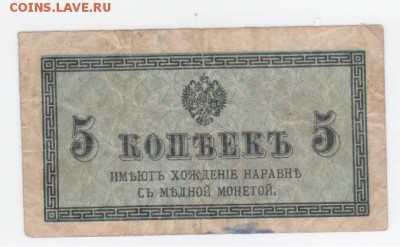 COINS.LAVE.RU
5 КОПѢЕКЪ 5
ИМѢЮТЪ ХОЖДЕНІЕ НАРАВНѢ
СЪ МѢДНОЙ МОНЕТОЙ.